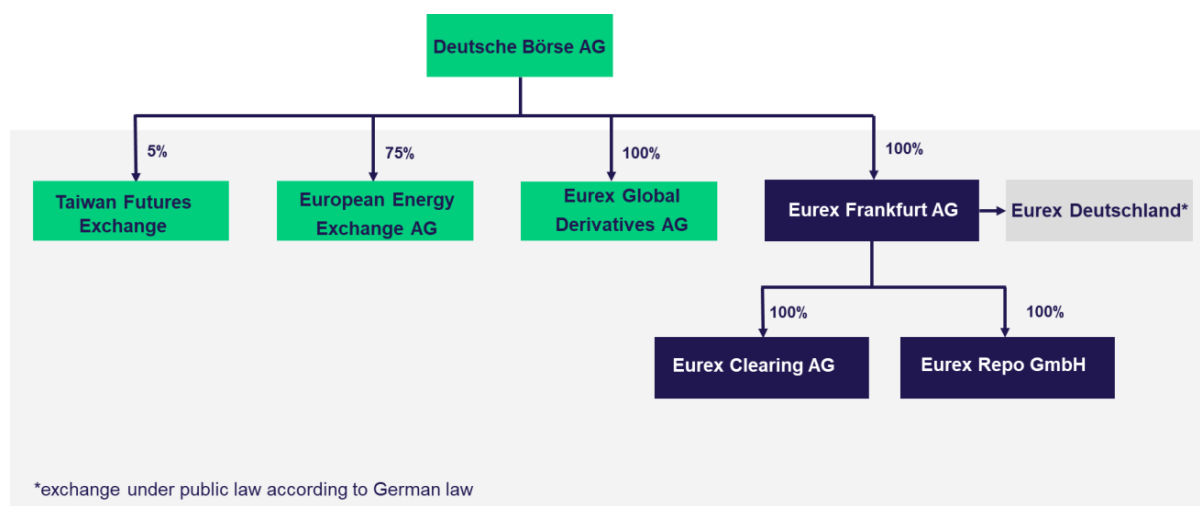 Deutsche Börse AG
5%
75%
100%
100%
Taiwan Futures
Exchange
European Energy
Exchange AG
Eurex Global
Derivatives AG
Eurex Frankfurt AG
Eurex Deutschland*
100%
100%
Eurex Clearing AG
Eurex Repo GmbH
*exchange under public law according to German law